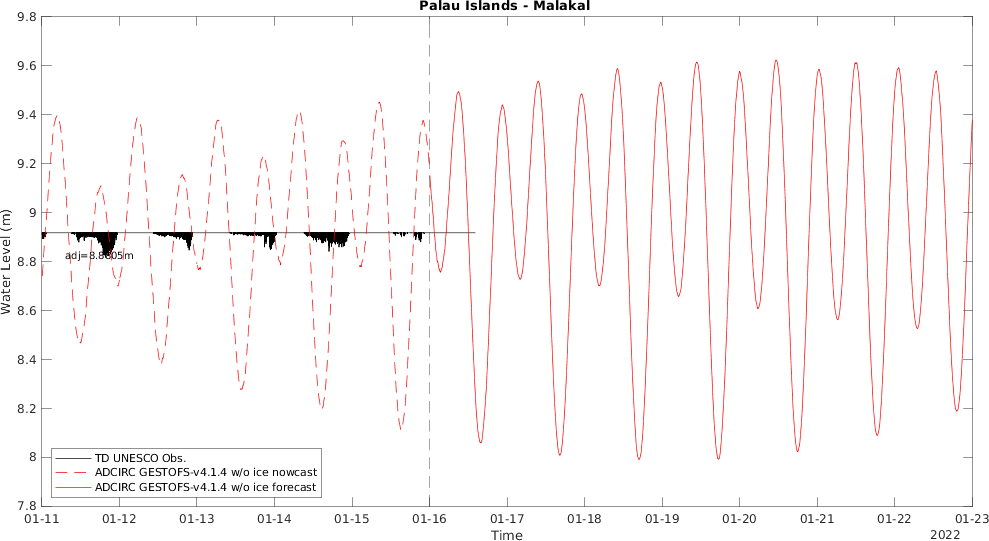 Palau Islands - Malakal
9.8
9.6
9.4
9.2
9
8.8
8.6
8.4
8.2
8
7.8
Water Level (m)
adj=8.8805m
TD UNESCO Obs.
ADCIRC GESTOFS-v4.1.4 w/o ice nowcast
ADCIRC GESTOFS-v4.1.4 w/o ice forecast
01-11 01-12 01-13 01-14 01-15 01-16 01-17 01-18 01-19 01-20 01-21 01-22 01-23
Time
2022